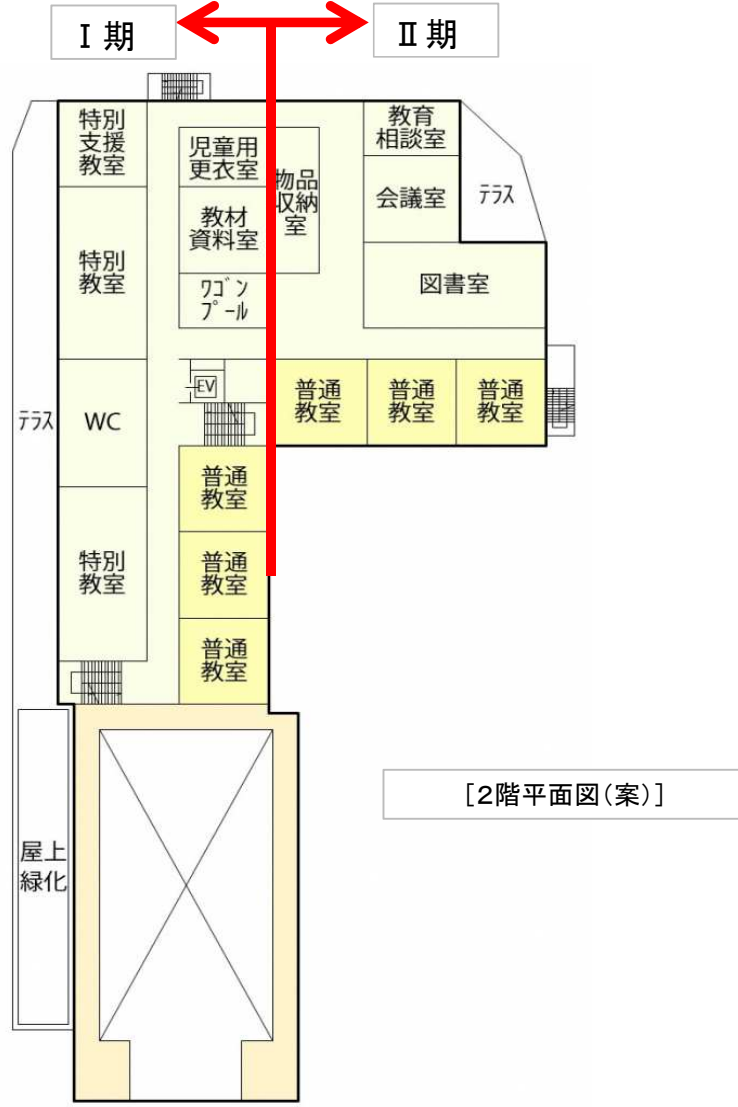 Ⅰ期
Ⅱ期
特別
支援
教室
児童用
更衣室
物品
収納
室
教育
相談室
会議室
テラス
教材
資料室
特別
教室
図書室
ワゴン
プール
EV
普通
教室
普通
教室
普通
教室
テラス
WC
普通
教室
特別
教室
普通
教室
普通
教室
[2階平面図(案)]
屋上
緑化